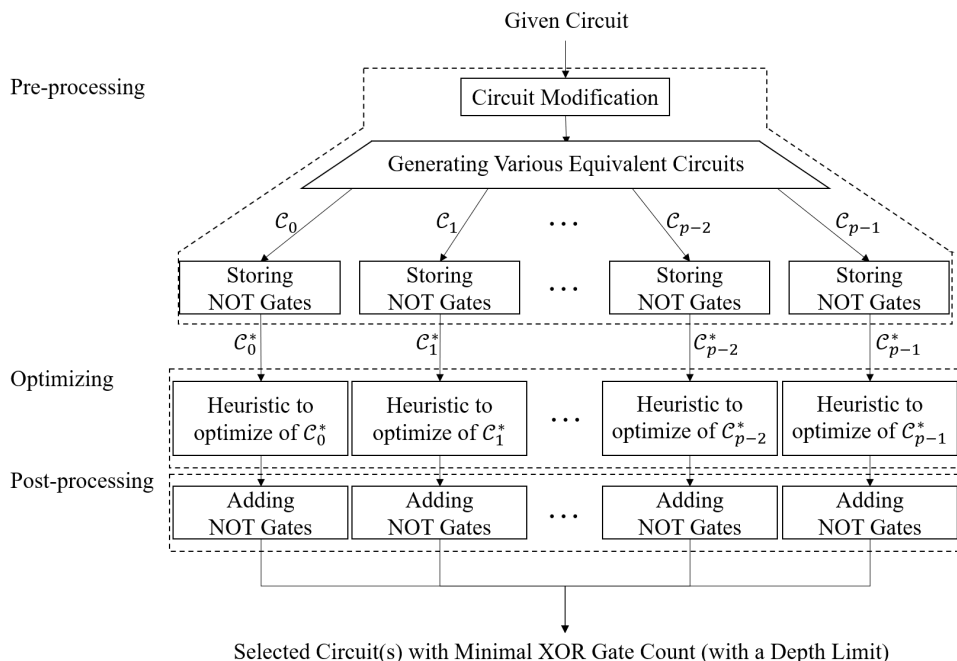 Given Circuit
Pre-processing
Circuit Modification
Generating Various Equivalent Circuits
𝒞₀ 𝒞₁ ⋯ 𝒞ₚ₋₂ 𝒞ₚ₋₁
Storing Storing Storing Storing
NOT Gates NOT Gates ⋯ NOT Gates NOT Gates
𝒞₀* 𝒞₁* 𝒞ₚ₋₂* 𝒞ₚ₋₁*
Optimizing
Heuristic to Heuristic to Heuristic to Heuristic to
optimize of 𝒞₀* optimize of 𝒞₁* ⋯ optimize of 𝒞ₚ₋₂* optimize of 𝒞ₚ₋₁*
Post-processing
Adding Adding Adding Adding
NOT Gates NOT Gates ⋯ NOT Gates NOT Gates
Selected Circuit(s) with Minimal XOR Gate Count (with a Depth Limit)